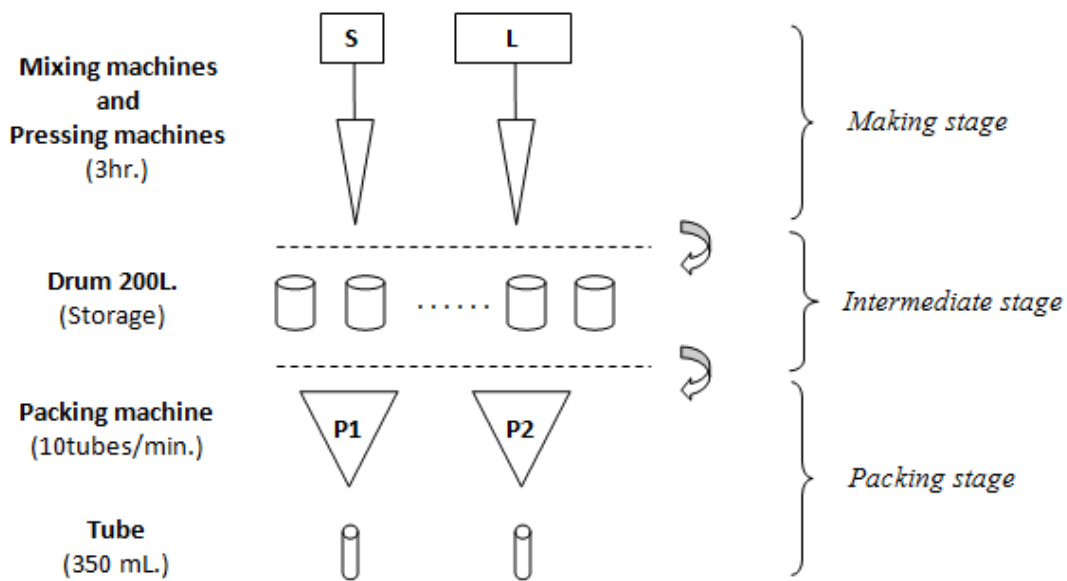 S
L
Mixing machines
and
Pressing machines
(3hr.)
Making stage
Drum 200L.
(Storage)
......
Intermediate stage
Packing machine
(10tubes/min.)
P1
P2
Packing stage
Tube
(350 mL.)